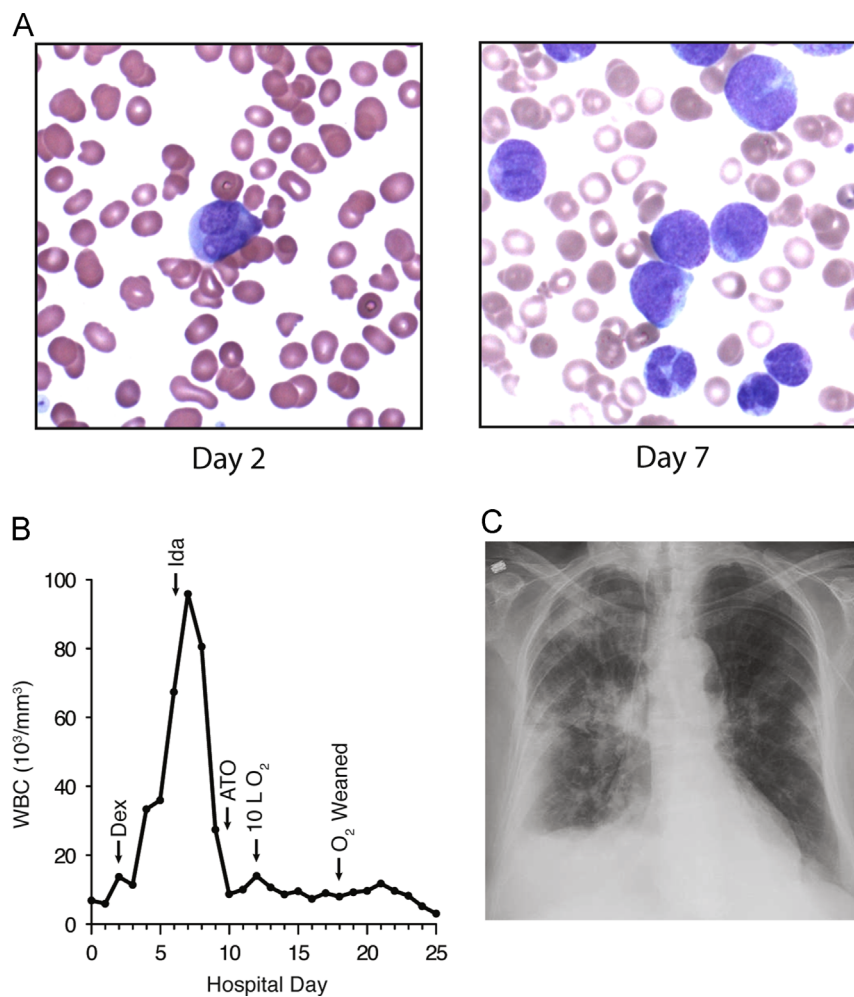 A
Day 2
Day 7
B
C
WBC (10³/mm³)
100
80
60
40
20
0
Dex
Ida
ATO
10 L O₂
O₂ Weaned
0
5
10
15
20
25
Hospital Day